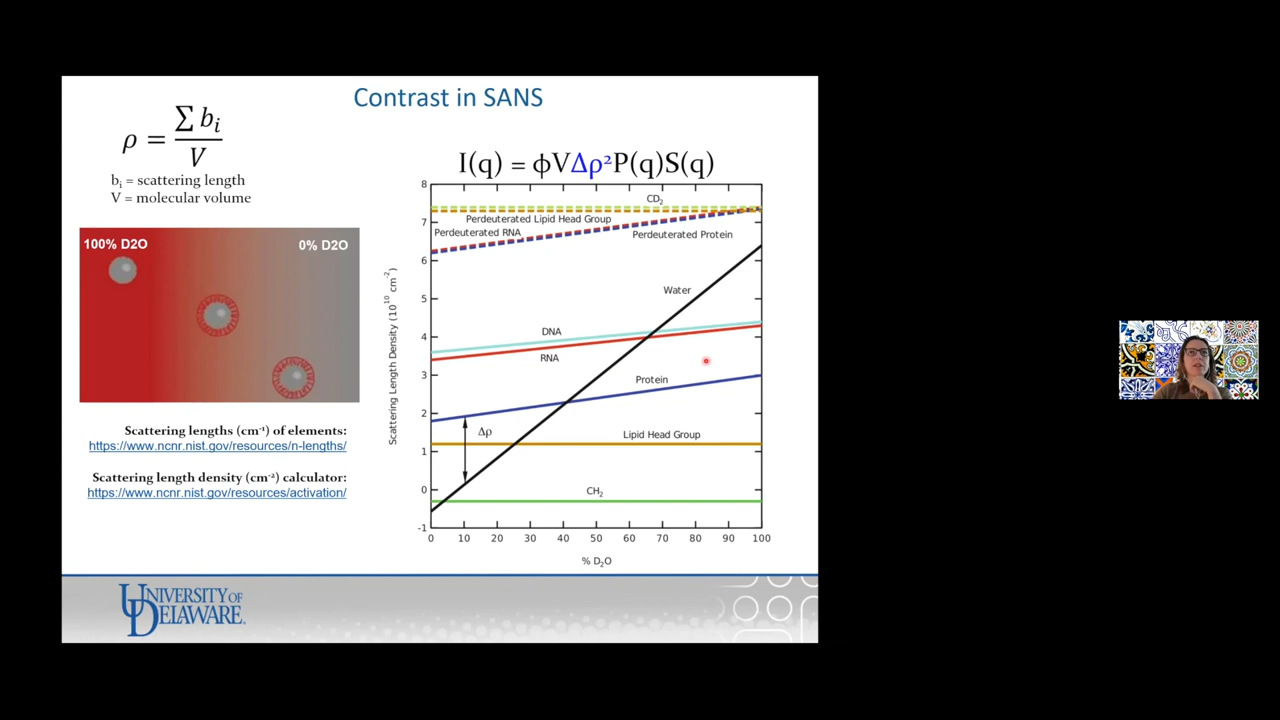 Contrast in SANS
ρ = ∑ bᵢ / V
bᵢ = scattering length
V = molecular volume
100% D2O
0% D2O
Scattering lengths (cm⁻¹) of elements:
https://www.ncnr.nist.gov/resources/n-lengths/
Scattering length density (cm⁻²) calculator:
https://www.ncnr.nist.gov/resources/activation/
I(q) = ϕVΔρ²P(q)S(q)
Scattering Length Density (10¹⁰ cm⁻²)
8
7
6
5
4
3
2
1
0
-1
CD₂
Perdeuterated Lipid Head Group
Perdeuterated RNA
Perdeuterated Protein
Water
DNA
RNA
Protein
Δρ
Lipid Head Group
CH₂
0 10 20 30 40 50 60 70 80 90 100
% D₂O
UNIVERSITY OF
DELAWARE